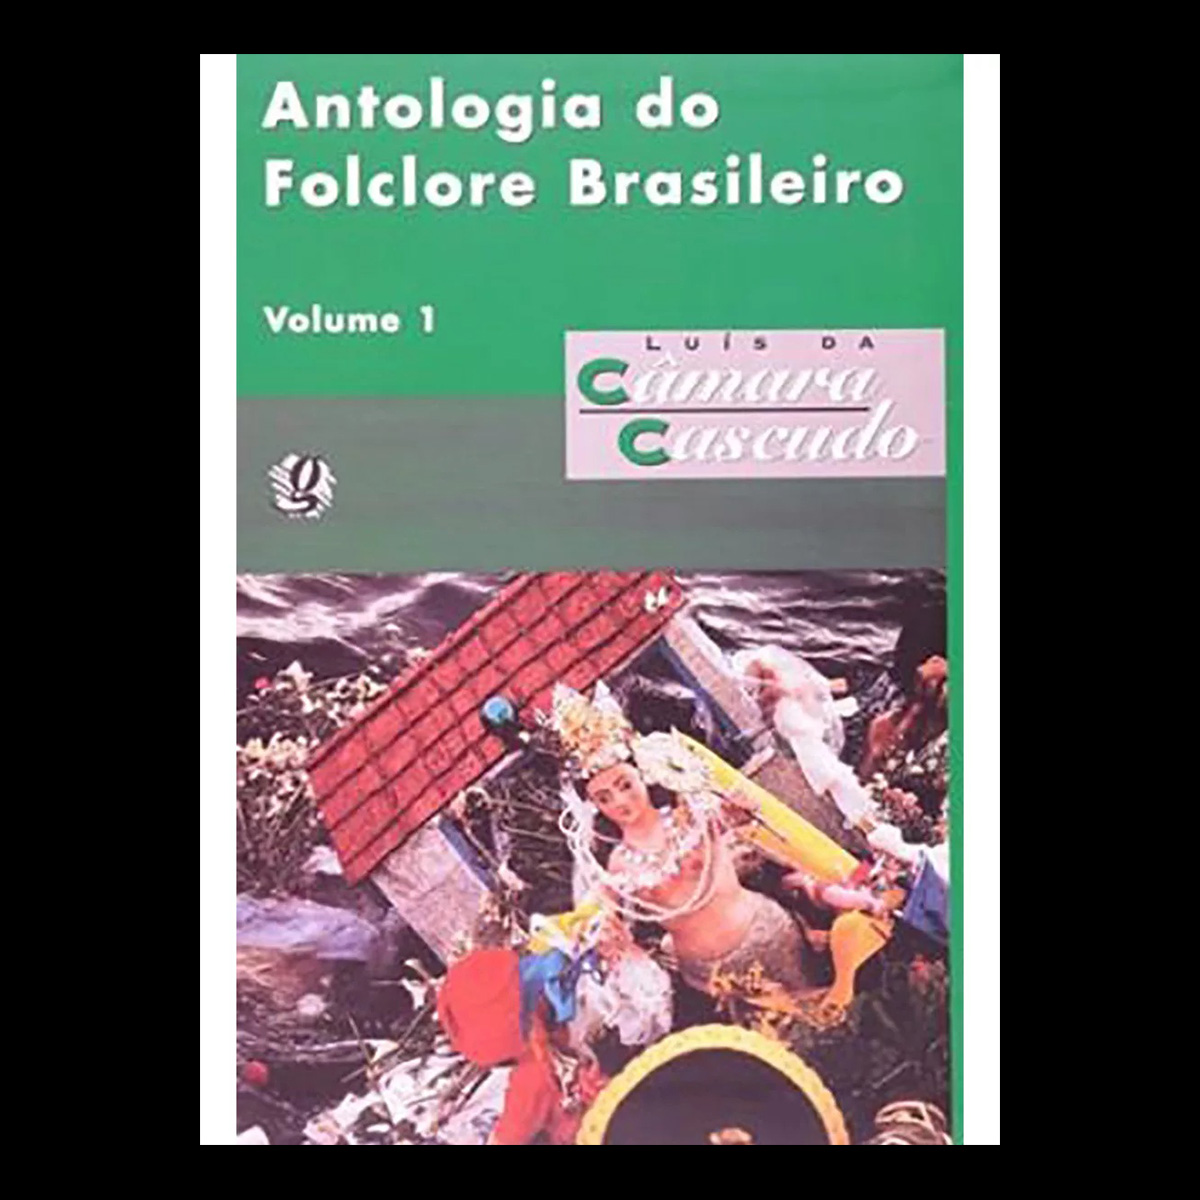 Antologia do
Folclore Brasileiro
Volume 1
LUÍS DA
Câmara
Cascudo
g